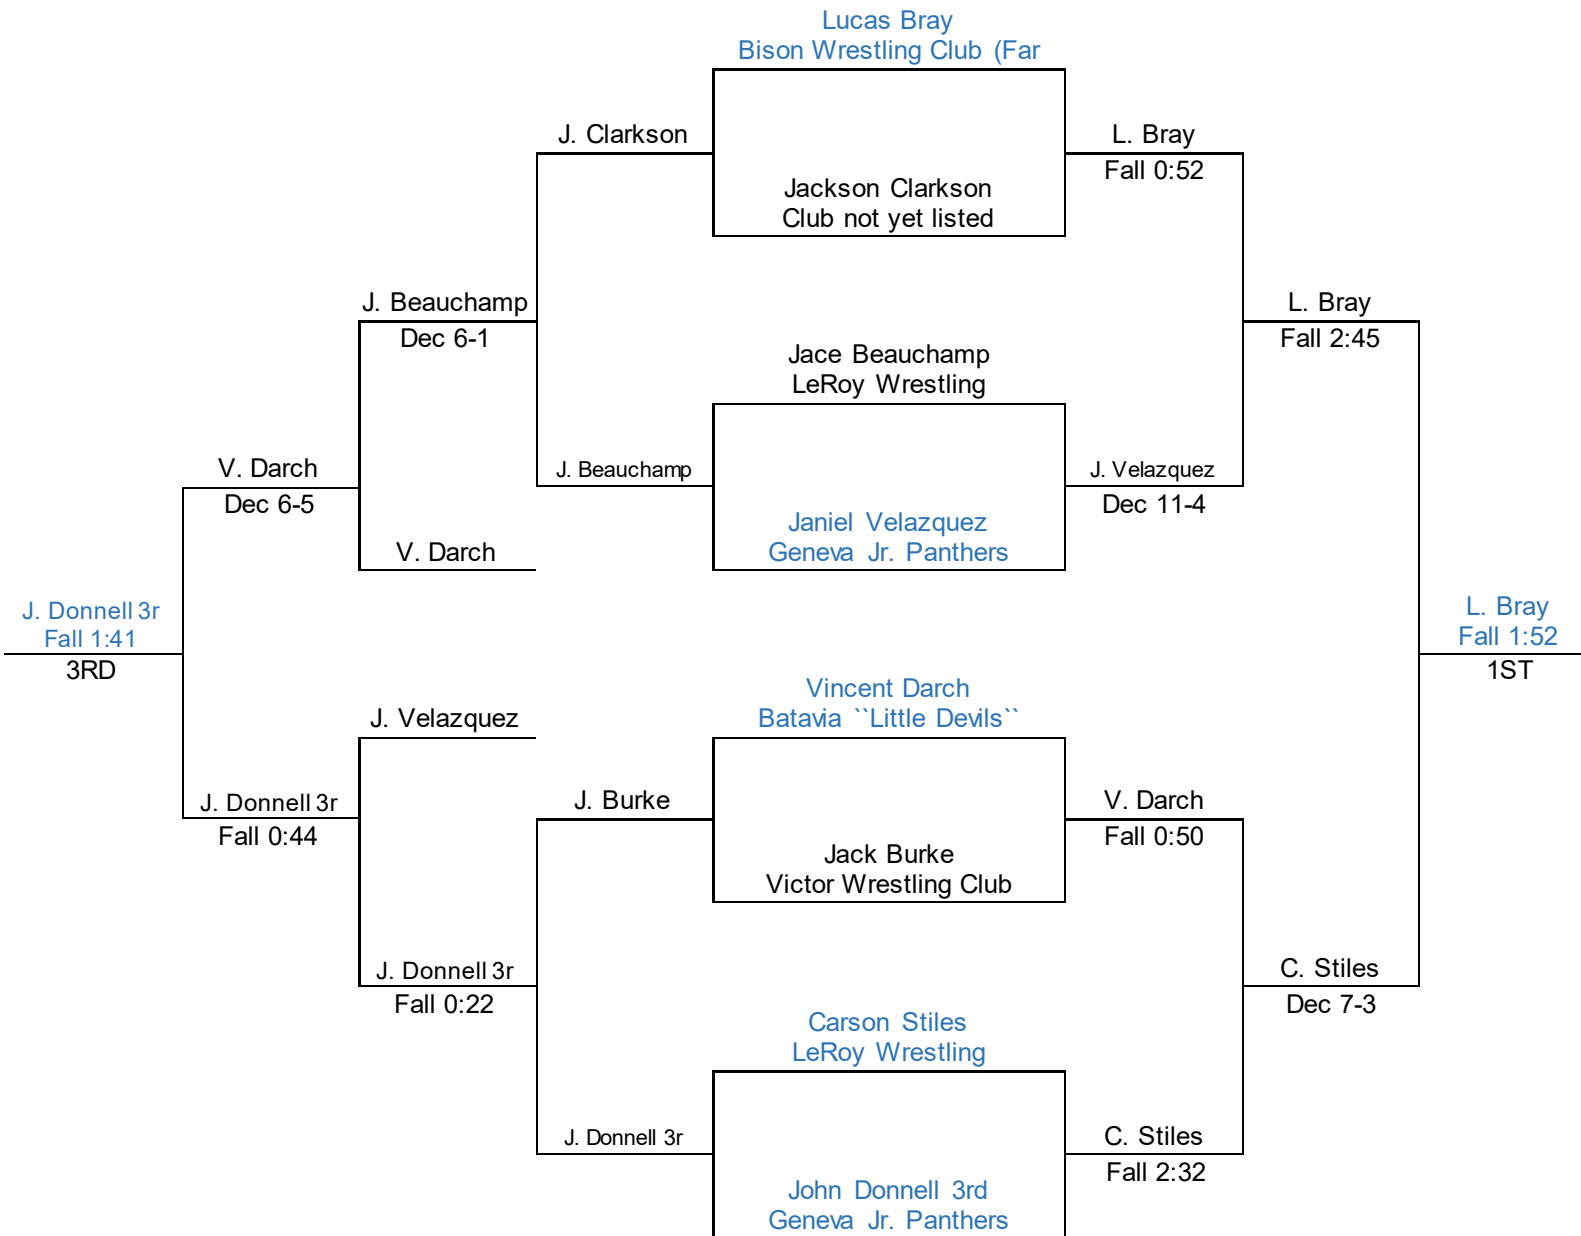 Lucas Bray
Bison Wrestling Club (Far
J. Clarkson
L. Bray
Fall 0:52
Jackson Clarkson
Club not yet listed
J. Beauchamp
Dec 6-1
L. Bray
Fall 2:45
Jace Beauchamp
LeRoy Wrestling
V. Darch
Dec 6-5
J. Beauchamp
J. Velazquez
Dec 11-4
Janiel Velazquez
Geneva Jr. Panthers
V. Darch
J. Donnell 3r
Fall 1:41
3RD
L. Bray
Fall 1:52
1ST
Vincent Darch
Batavia ``Little Devils``
J. Velazquez
J. Donnell 3r
Fall 0:44
J. Burke
V. Darch
Fall 0:50
Jack Burke
Victor Wrestling Club
J. Donnell 3r
Fall 0:22
C. Stiles
Dec 7-3
Carson Stiles
LeRoy Wrestling
J. Donnell 3r
C. Stiles
Fall 2:32
John Donnell 3rd
Geneva Jr. Panthers